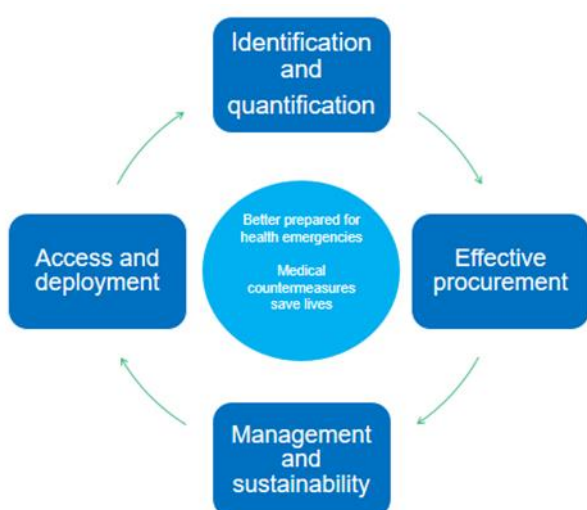 Identification
and
quantification
Better prepared for
health emergencies
Medical
countermeasures
save lives
Access and
deployment
Effective
procurement
Management
and
sustainability